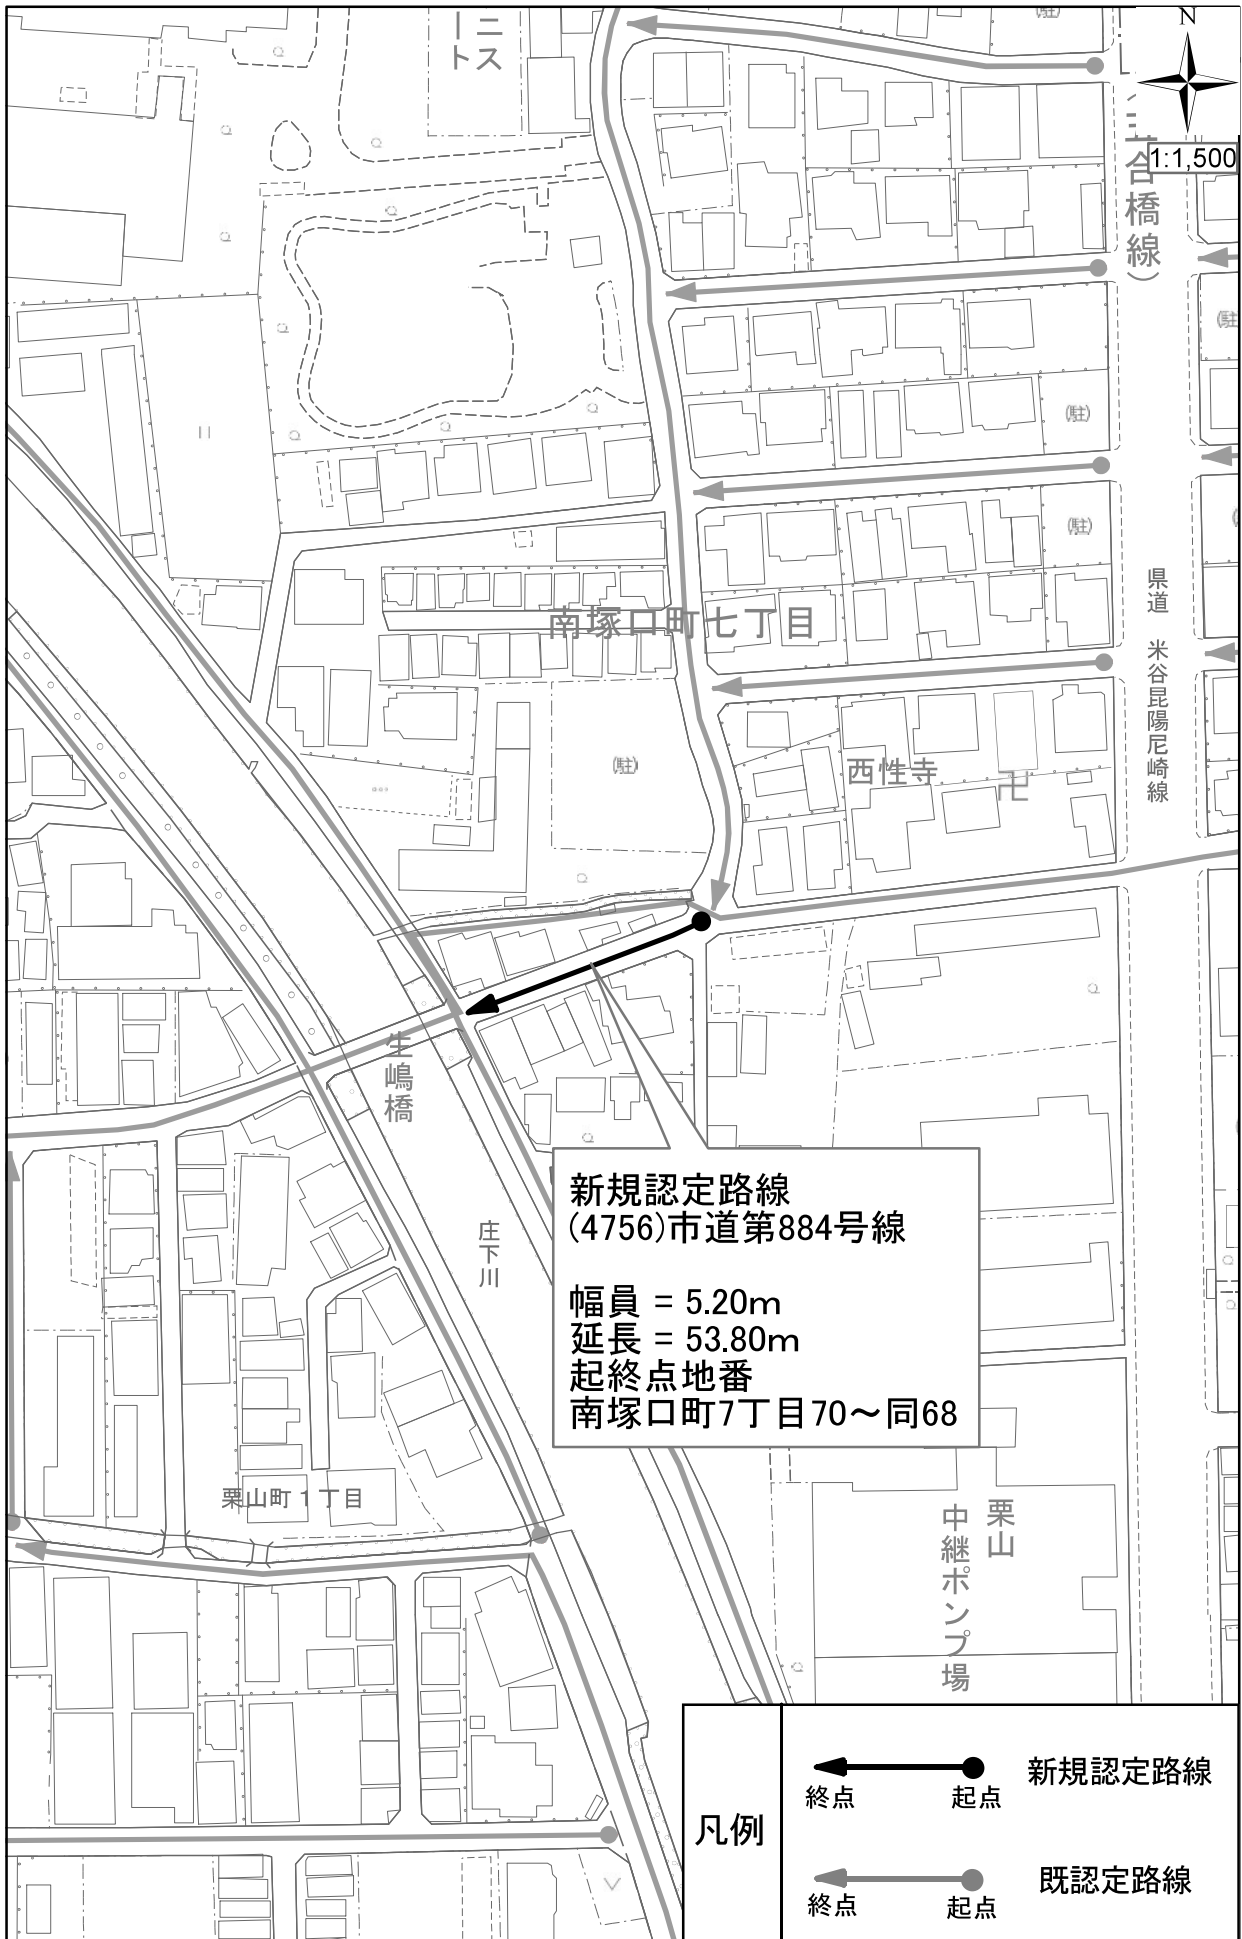 ニス
ート
(駐)
N
1:1,500
三合橋線)
(駐)
(駐)
(駐)
南塚口町七丁目
県道 米谷昆陽尼崎線
(駐)
西性寺
卍
生嶋橋
庄下川
新規認定路線
(4756)市道第884号線
幅員 = 5.20m
延長 = 53.80m
起終点地番
南塚口町7丁目70～同68
栗山町1丁目
栗山
中継ポンプ場
凡例
終点
起点
新規認定路線
終点
起点
既認定路線